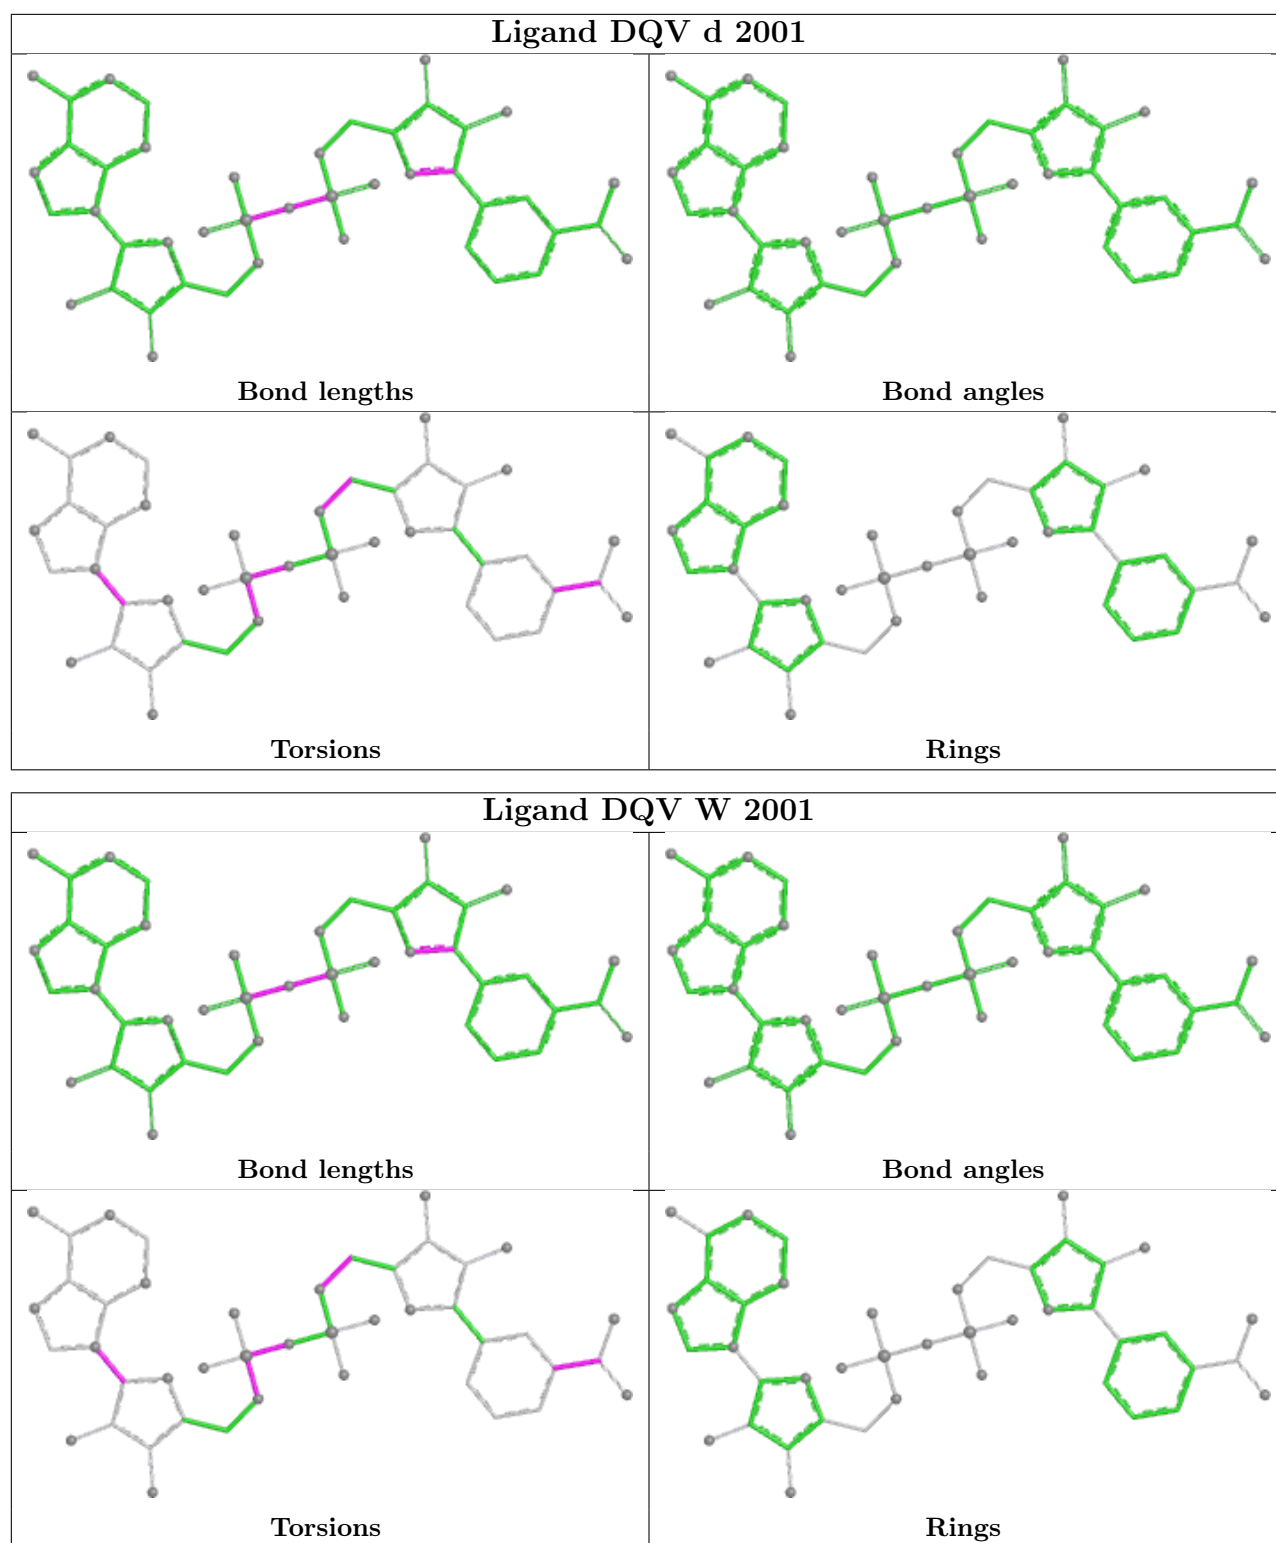 Ligand DQV d 2001
Bond lengths
Bond angles
Torsions
Rings
Ligand DQV W 2001
Bond lengths
Bond angles
Torsions
Rings